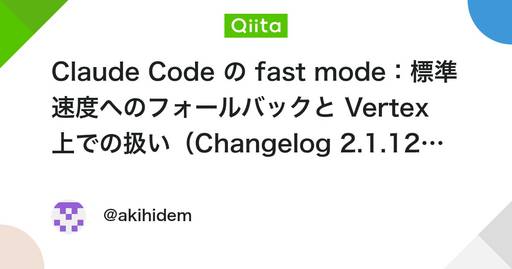 Qiita
Claude Code の fast mode：標準
速度へのフォールバックと Vertex
上での扱い（Changelog 2.1.12…
@akihidem